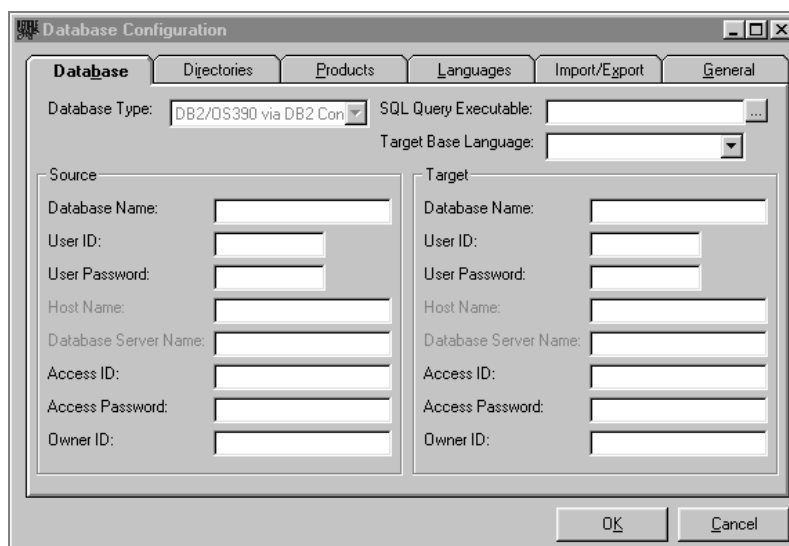 Database Configuration
Database Directories Products Languages Import/Export General
Database Type: DB2/OS390 via DB2 Con SQL Query Executable: ...
Target Base Language:
Source Target
Database Name: Database Name:
User ID: User ID:
User Password: User Password:
Host Name: Host Name:
Database Server Name: Database Server Name:
Access ID: Access ID:
Access Password: Access Password:
Owner ID: Owner ID:
OK Cancel